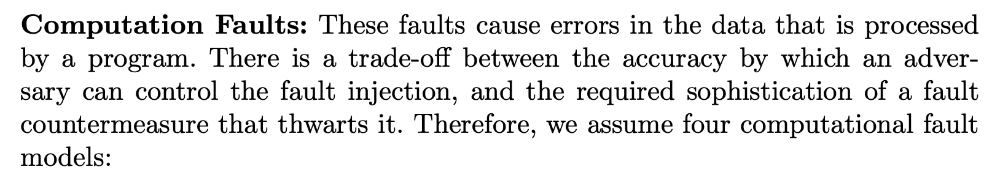 Computation Faults: These faults cause errors in the data that is processed
by a program. There is a trade-off between the accuracy by which an adver-
sary can control the fault injection, and the required sophistication of a fault
countermeasure that thwarts it. Therefore, we assume four computational fault
models: